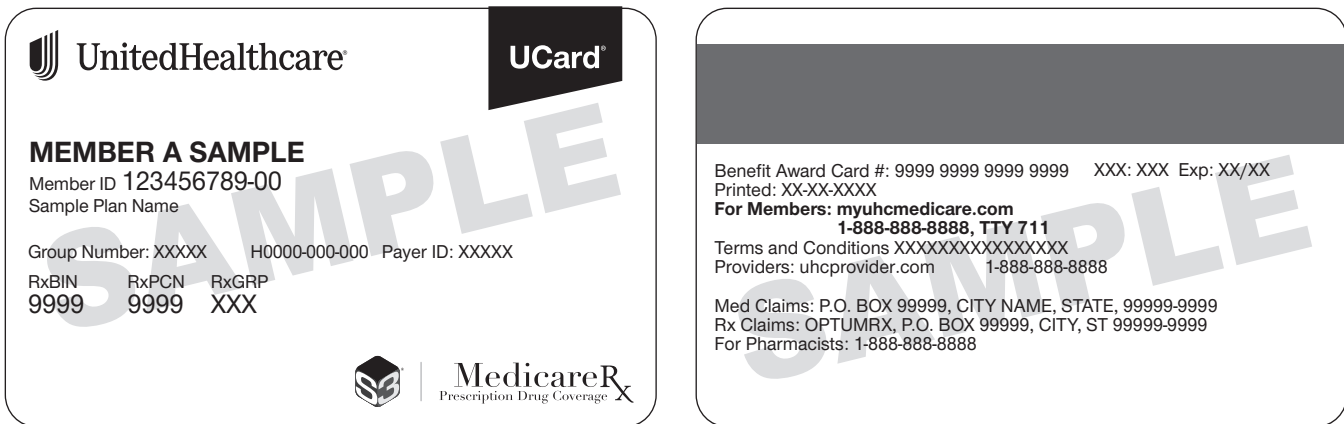 UnitedHealthcare®
UCard®
MEMBER A SAMPLE
Member ID 123456789-00
Sample Plan Name
Group Number: XXXXX H0000-000-000 Payer ID: XXXXX
RxBIN RxPCN RxGRP
9999 9999 XXX
S3
MedicareRx
Prescription Drug Coverage
SAMPLE
Benefit Award Card #: 9999 9999 9999 9999 XXX: XXX Exp: XX/XX
Printed: XX-XX-XXXX
For Members: myuhcmedicare.com
1-888-888-8888, TTY 711
Terms and Conditions XXXXXXXXXXXXXXXX
Providers: uhcprovider.com 1-888-888-8888
Med Claims: P.O. BOX 99999, CITY NAME, STATE, 99999-9999
Rx Claims: OPTUMRX, P.O. BOX 99999, CITY, ST 99999-9999
For Pharmacists: 1-888-888-8888
SAMPLE